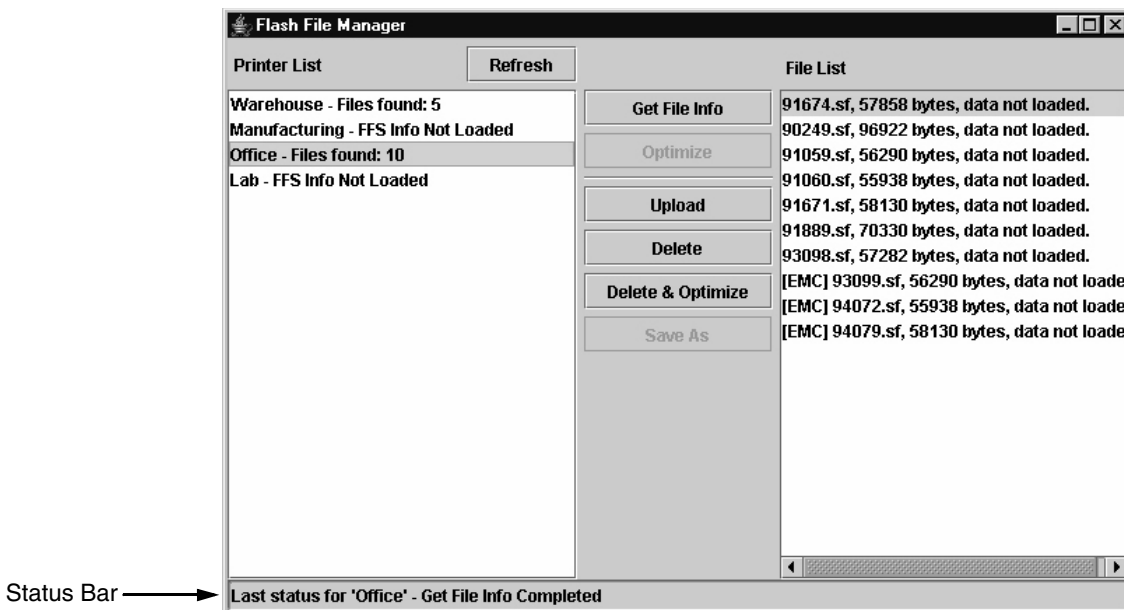 Flash File Manager
Printer List
Refresh
File List
Warehouse - Files found: 5
Manufacturing - FFS Info Not Loaded
Office - Files found: 10
Lab - FFS Info Not Loaded
Get File Info
Optimize
Upload
Delete
Delete & Optimize
Save As
91674.sf, 57858 bytes, data not loaded.
90249.sf, 96922 bytes, data not loaded.
91059.sf, 56290 bytes, data not loaded.
91060.sf, 55938 bytes, data not loaded.
91671.sf, 58130 bytes, data not loaded.
91889.sf, 70330 bytes, data not loaded.
93098.sf, 57282 bytes, data not loaded.
[EMC] 93099.sf, 56290 bytes, data not loade
[EMC] 94072.sf, 55938 bytes, data not loade
[EMC] 94079.sf, 58130 bytes, data not loade
Status Bar
Last status for 'Office' - Get File Info Completed